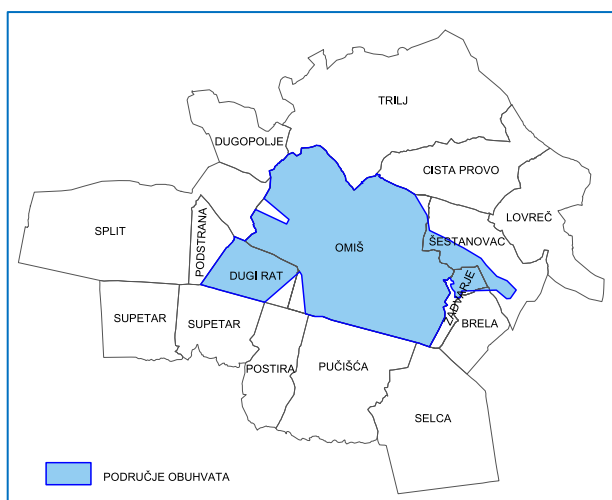 TRILJ
DUGOPOLJE
CISTA PROVO
LOVREČ
SPLIT
PODSTRANA
OMIŠ
ŠESTANOVAC
DUGI RAT
ZADVARJE
SUPETAR
SUPETAR
BRELA
POSTIRA
PUČIŠĆA
SELCA
PODRUČJE OBUHVATA